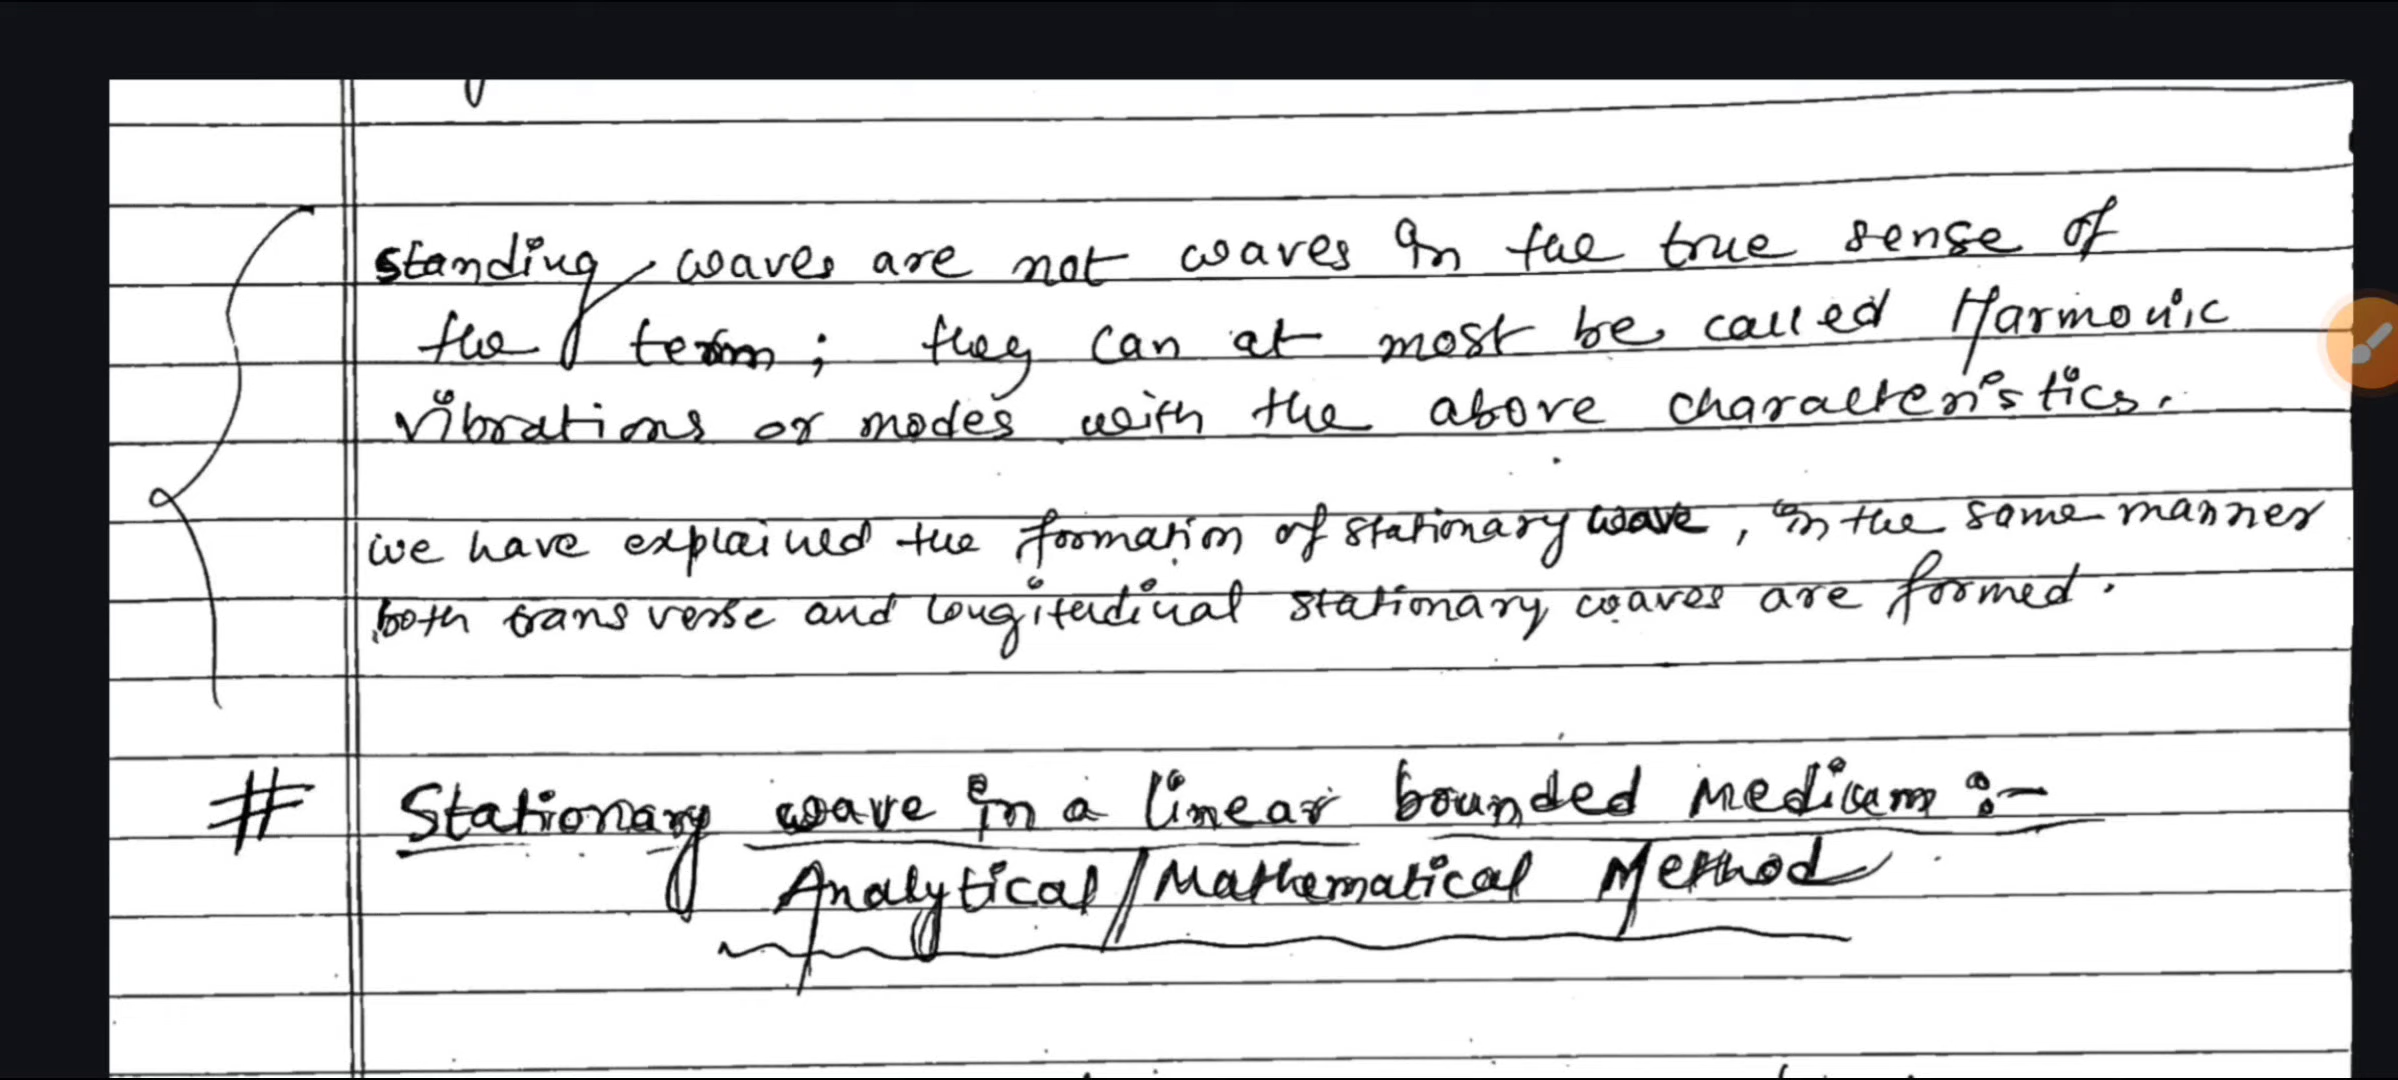 standing waves are not waves in the true sense of
the term; they can at most be called Harmonic
vibrations or modes with the above characteristics.
we have explained the formation of stationary wave, in the same manner
both transverse and longitudinal stationary waves are formed.
# Stationary wave in a linear bounded medium :-
Analytical/Mathematical Method